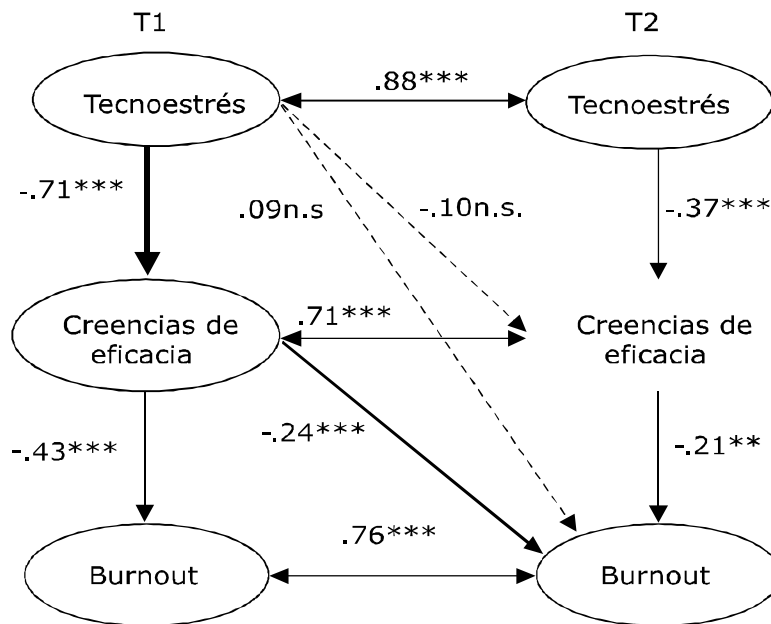 T1
T2
Tecnoestrés
.88***
Tecnoestrés
-.71***
.09n.s
-.10n.s.
-.37***
Creencias de
eficacia
.71***
Creencias de
eficacia
-.43***
-.24***
-.21**
.76***
Burnout
Burnout